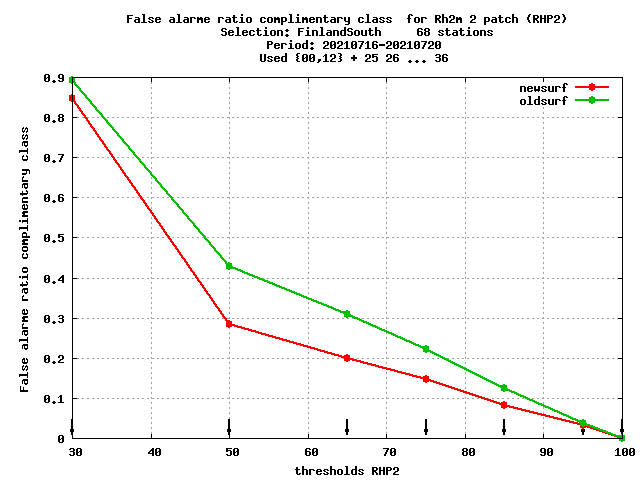 False alarme ratio complimentary class  for Rh2m 2 patch (RHP2)
Selection: FinlandSouth     68 stations
Period: 20210716-20210720
Used {00,12} + 25 26 ... 36
newsurf
oldsurf
False alarme ratio complimentary class
0.9
0.8
0.7
0.6
0.5
0.4
0.3
0.2
0.1
0
30 40 50 60 70 80 90 100
thresholds RHP2